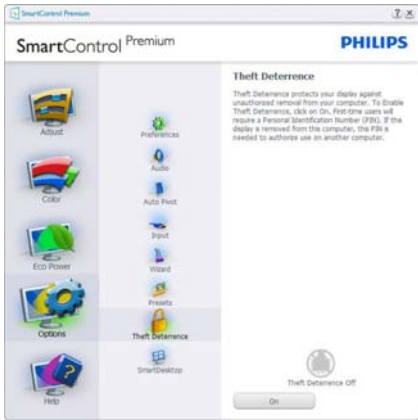 SmartControl Premium
SmartControl Premium
PHILIPS
Adjust
Color
Eco Power
Options
Help
Preferences
Audio
Auto Pivot
Input
Wizard
Presets
Theft Deterrence
SmartDesktop
Theft Deterrence
Theft Deterrence protects your display against
unauthorized removal from your computer. To Enable
Theft Deterrence, click on On. First-time users will
require a Personal Identification Number (PIN). If the
display is removed from this computer, this PIN is
needed to authorize use on another computer.
Theft Deterrence Off
On